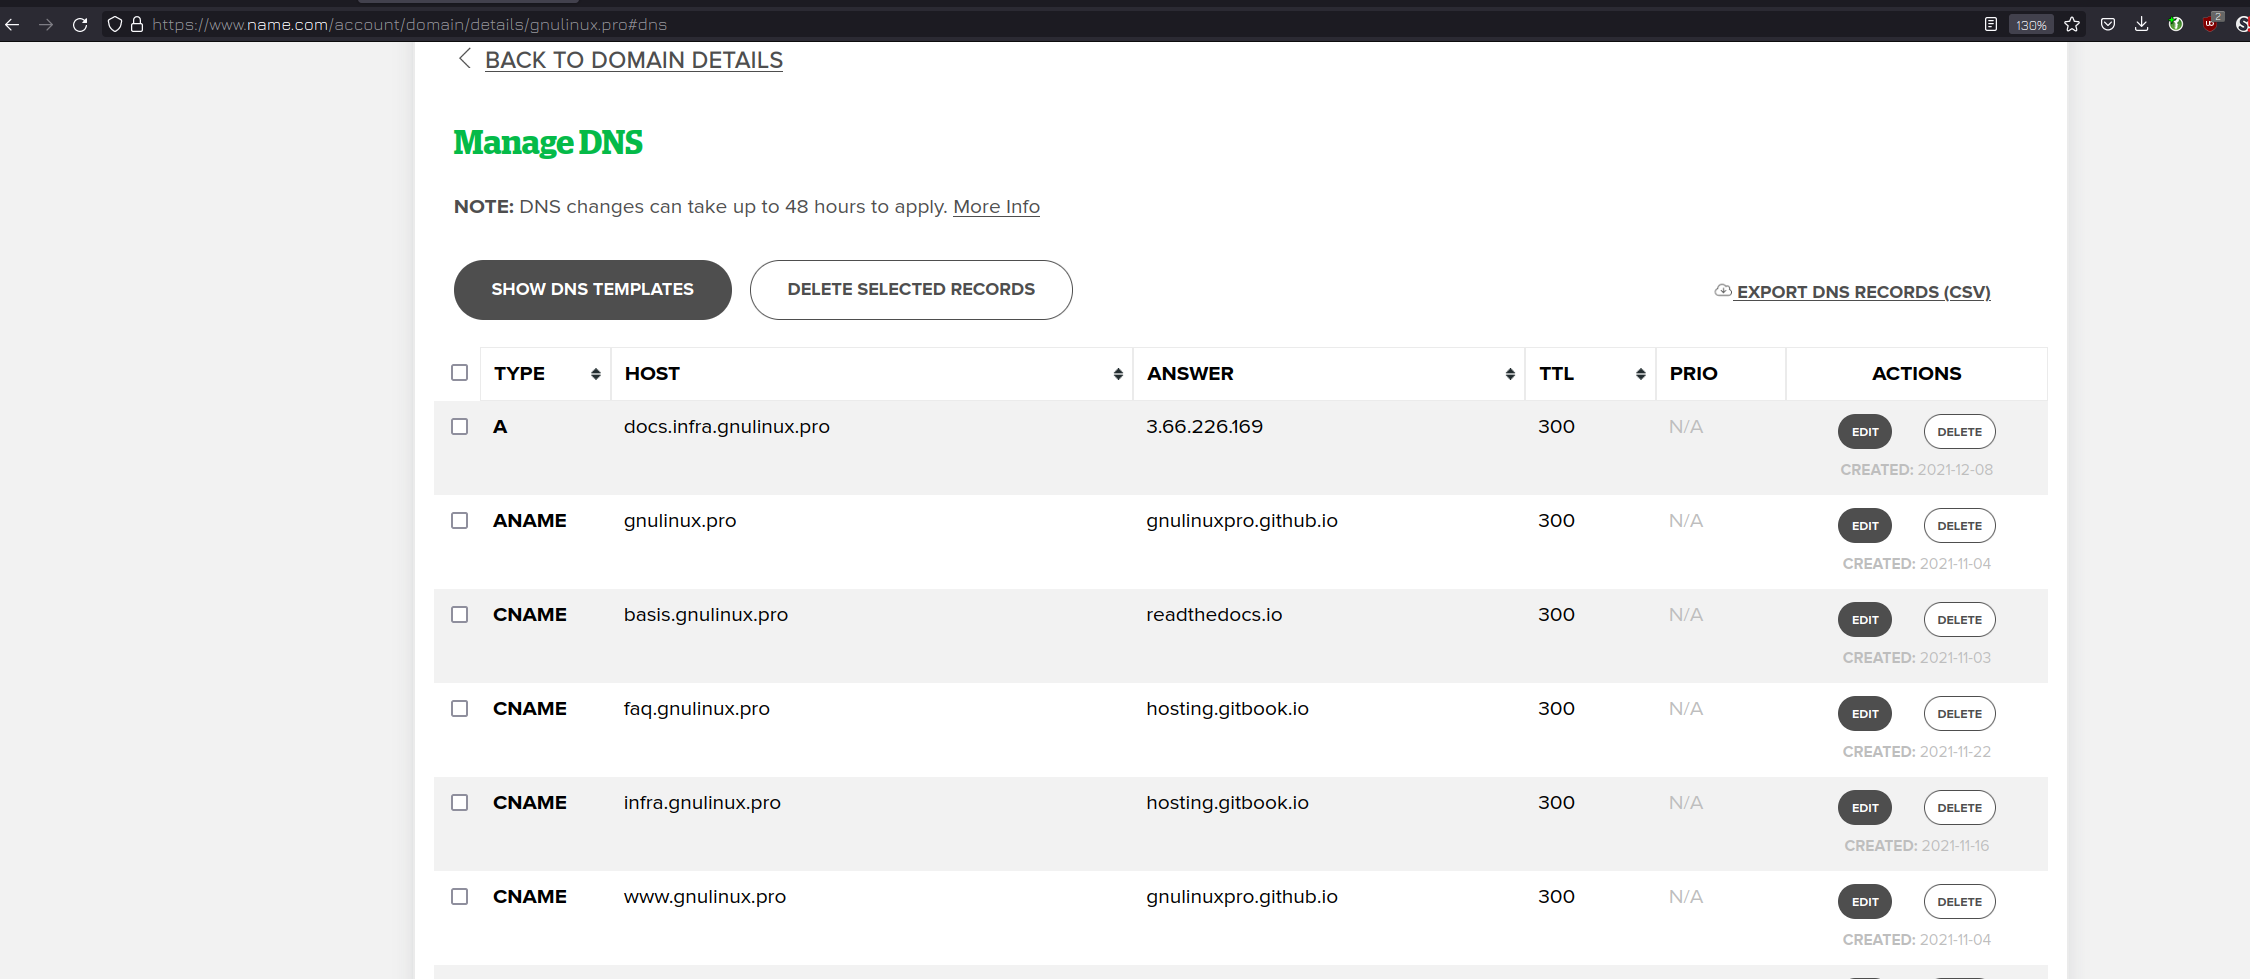 https://www.name.com/account/domain/details/gnulinux.pro#dns 130% 2
BACK TO DOMAIN DETAILS
Manage DNS
NOTE: DNS changes can take up to 48 hours to apply. More Info
SHOW DNS TEMPLATES DELETE SELECTED RECORDS EXPORT DNS RECORDS (CSV)
TYPE HOST ANSWER TTL PRIO ACTIONS
A docs.infra.gnulinux.pro 3.66.226.169 300 N/A EDIT DELETE
CREATED: 2021-12-08
ANAME gnulinux.pro gnulinuxpro.github.io 300 N/A EDIT DELETE
CREATED: 2021-11-04
CNAME basis.gnulinux.pro readthedocs.io 300 N/A EDIT DELETE
CREATED: 2021-11-03
CNAME faq.gnulinux.pro hosting.gitbook.io 300 N/A EDIT DELETE
CREATED: 2021-11-22
CNAME infra.gnulinux.pro hosting.gitbook.io 300 N/A EDIT DELETE
CREATED: 2021-11-16
CNAME www.gnulinux.pro gnulinuxpro.github.io 300 N/A EDIT DELETE
CREATED: 2021-11-04